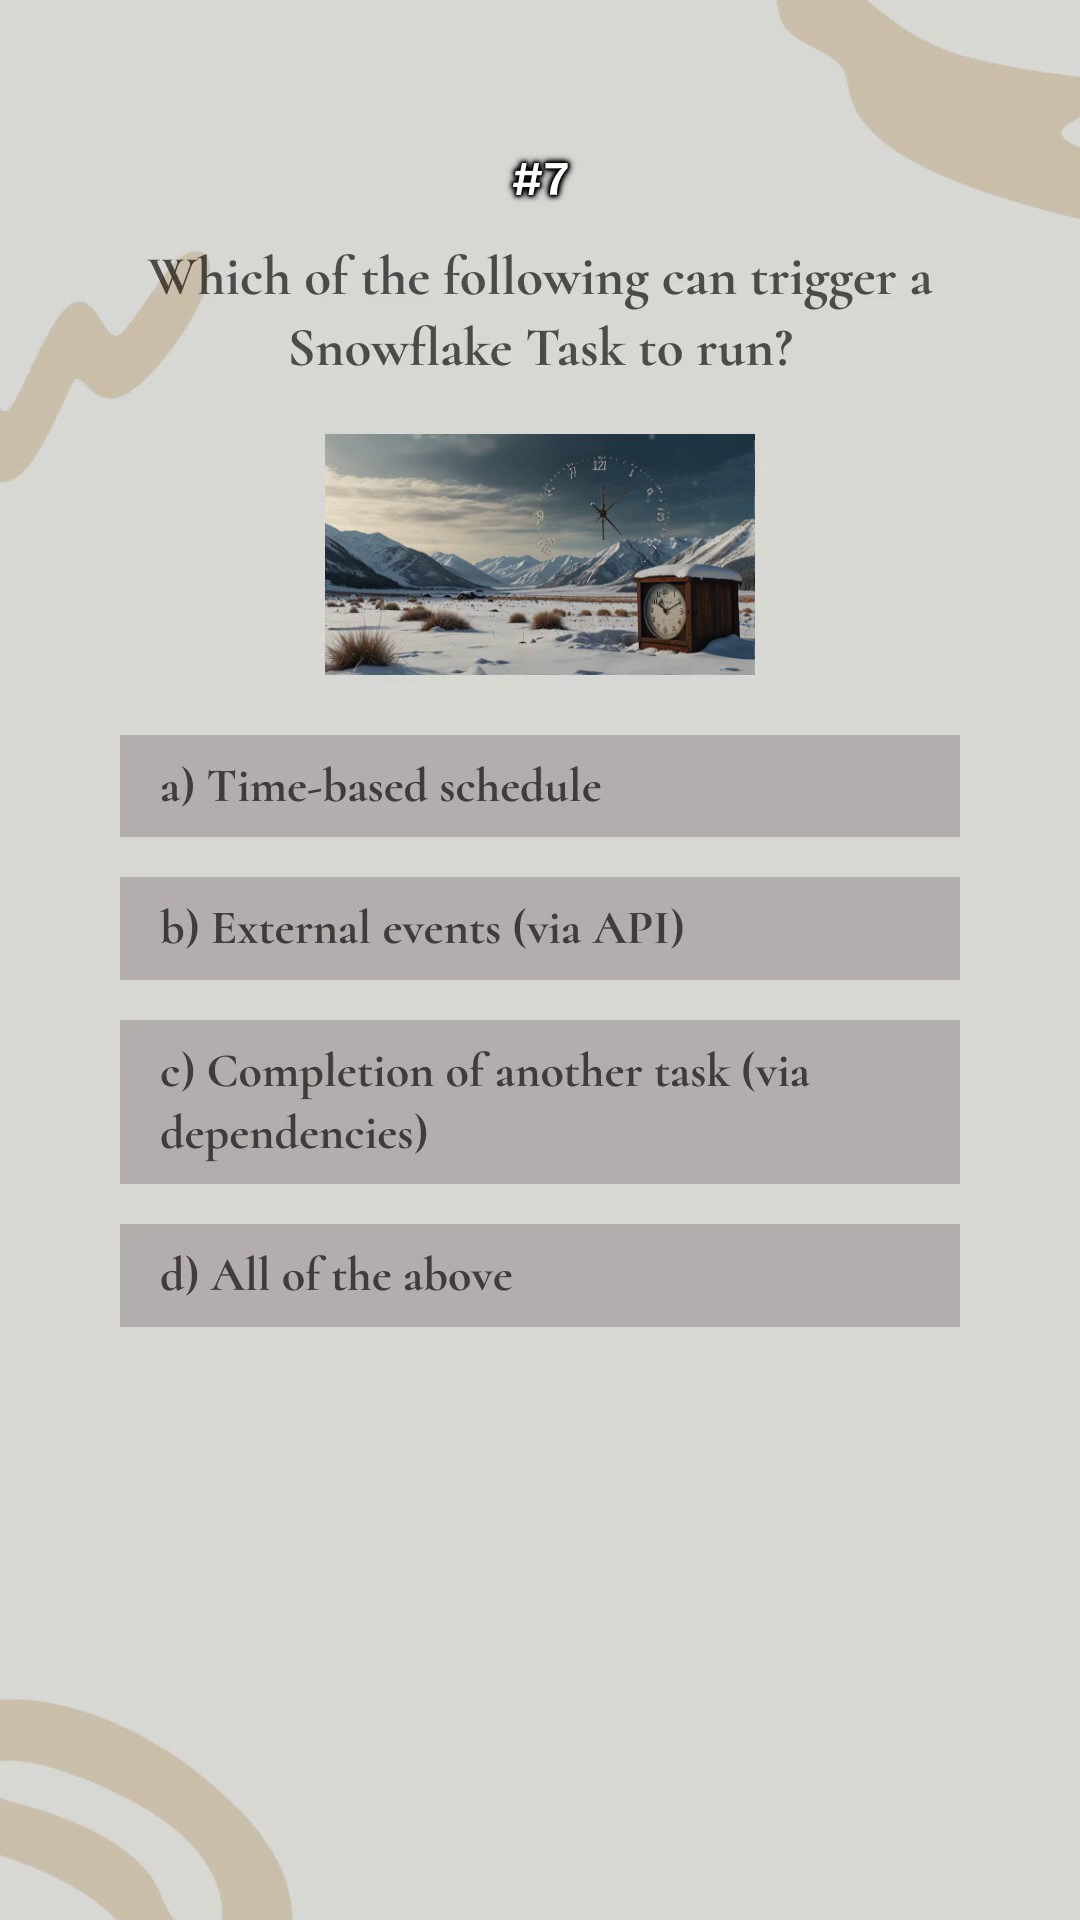 #7
Which of the following can trigger a
Snowflake Task to run?
a) Time-based schedule
b) External events (via API)
c) Completion of another task (via
dependencies)
d) All of the above